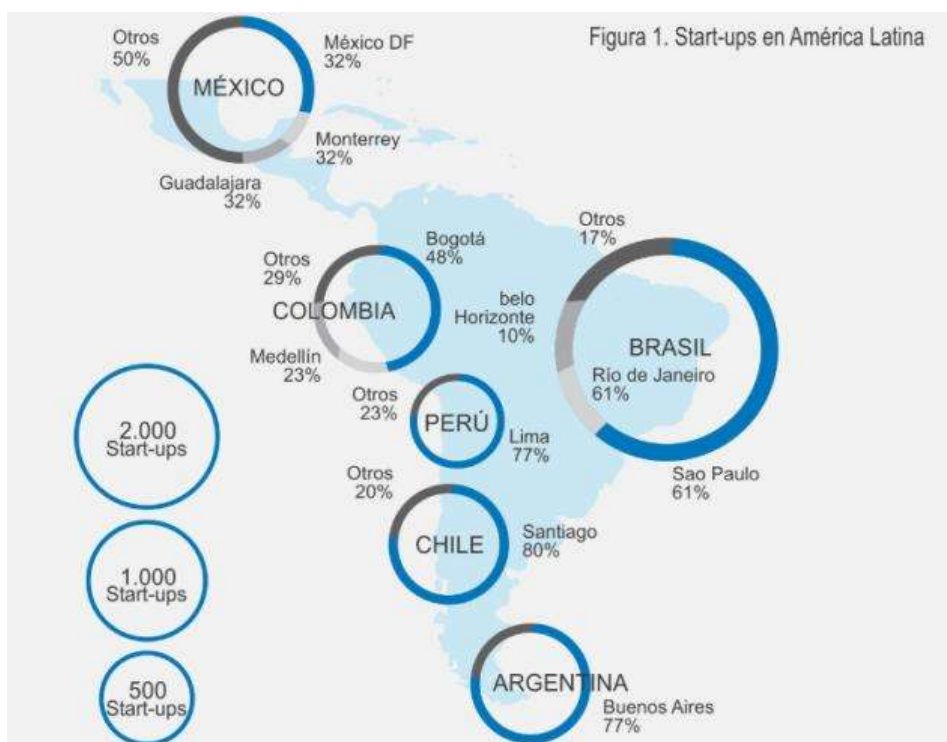 Figura 1. Start-ups en América Latina
Otros
50%
México DF
32%
MÉXICO
Monterrey
32%
Guadalajara
32%
Otros
17%
Bogotá
48%
Otros
29%
COLOMBIA
Medellín
23%
belo
Horizonte
10%
BRASIL
Río de Janeiro
61%
Sao Paulo
61%
Otros
23%
PERÚ
Lima
77%
Otros
20%
CHILE
Santiago
80%
ARGENTINA
Buenos Aires
77%
2.000
Start-ups
1.000
Start-ups
500
Start-ups